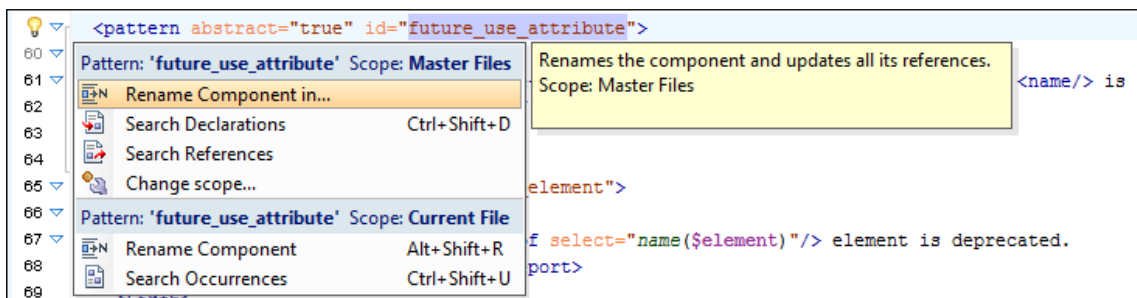 <pattern abstract="true" id="future_use_attribute">
60
Pattern: 'future_use_attribute' Scope: Master Files
Renames the component and updates all its references.
Scope: Master Files
61
<name/> is
Rename Component in...
62
Search Declarations Ctrl+Shift+D
63
Search References
64
Change scope...
65
element">
66
Pattern: 'future_use_attribute' Scope: Current File
67
f select="name($element)"/> element is deprecated.
Rename Component Alt+Shift+R
68
port>
Search Occurrences Ctrl+Shift+U
69